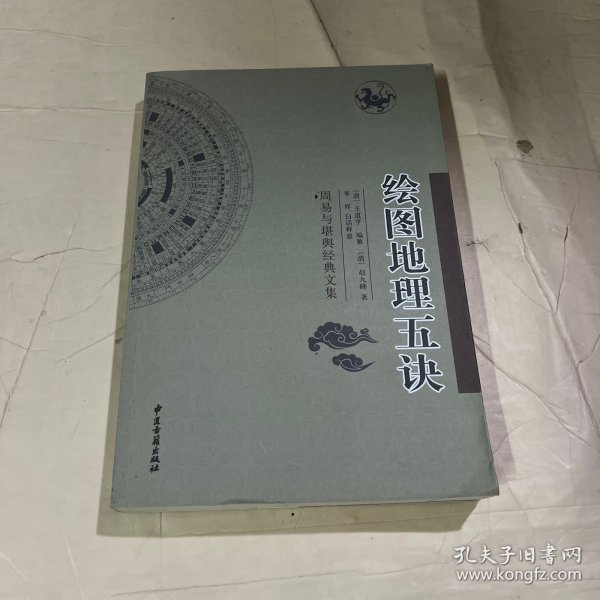 绘图地理五诀
(清) 王道亨 编纂 (清) 赵九峰 著
李祥 白话释意
周易与堪舆经典文集
中医古籍出版社
孔夫子旧书网
www.kongfz.com